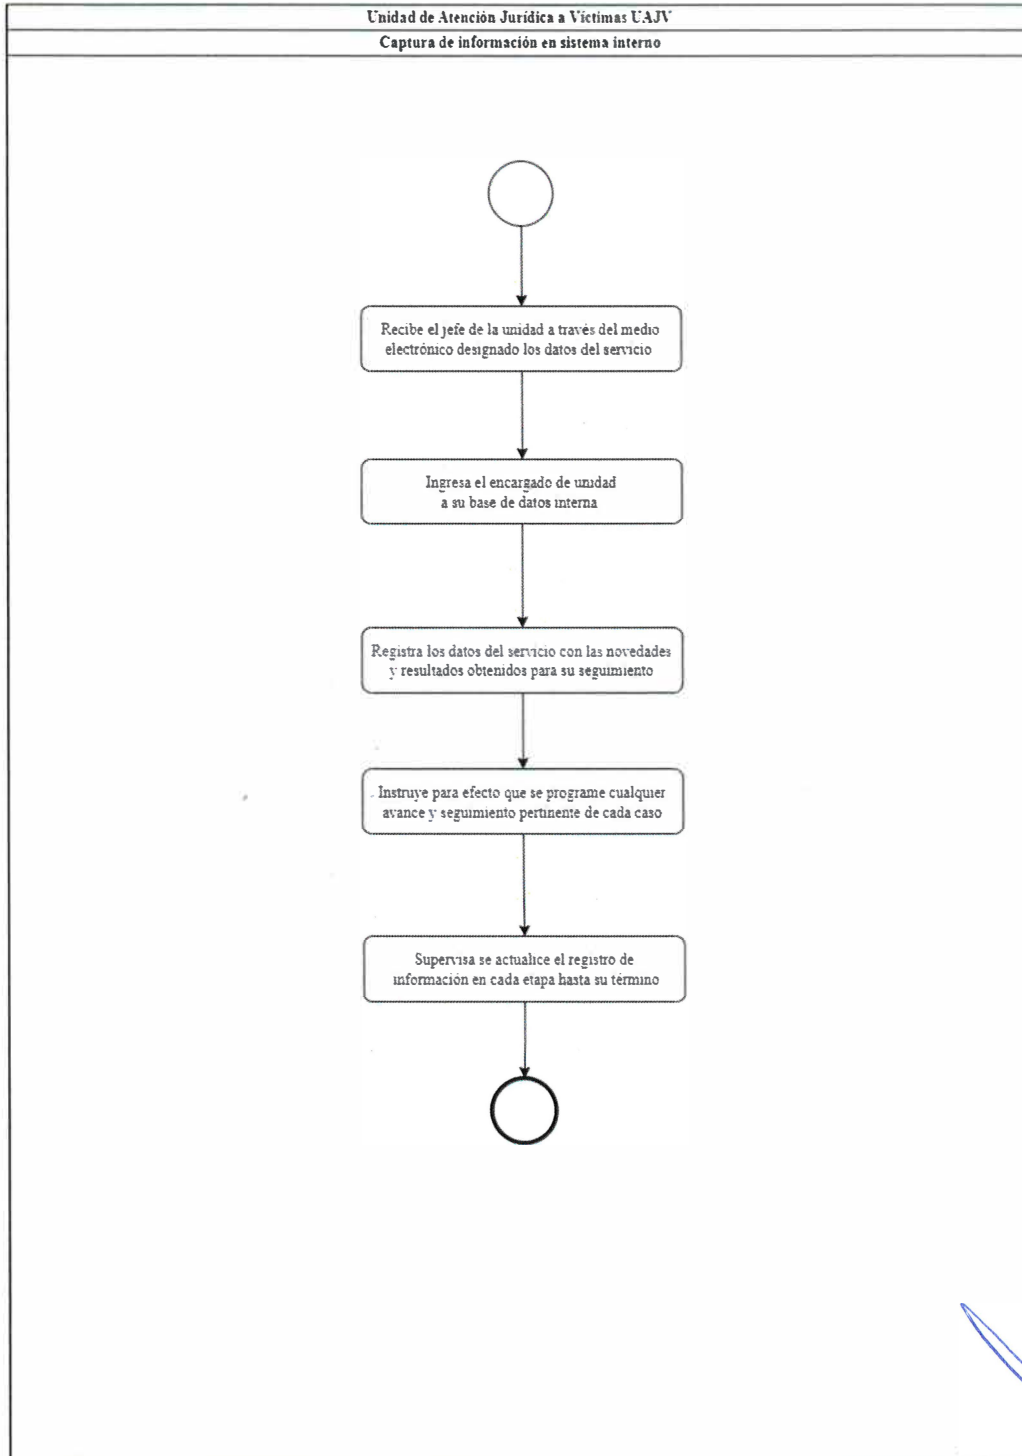 Unidad de Atención Jurídica a Víctimas UAJV
Captura de información en sistema interno
Recibe el jefe de la unidad a través del medio
electrónico designado los datos del servicio
Ingresa el encargado de unidad
a su base de datos interna
Registra los datos del servicio con las novedades
y resultados obtenidos para su seguimiento
Instruye para efecto que se programe cualquier
avance y seguimiento pertinente de cada caso
Supervisa se actualice el registro de
información en cada etapa hasta su término